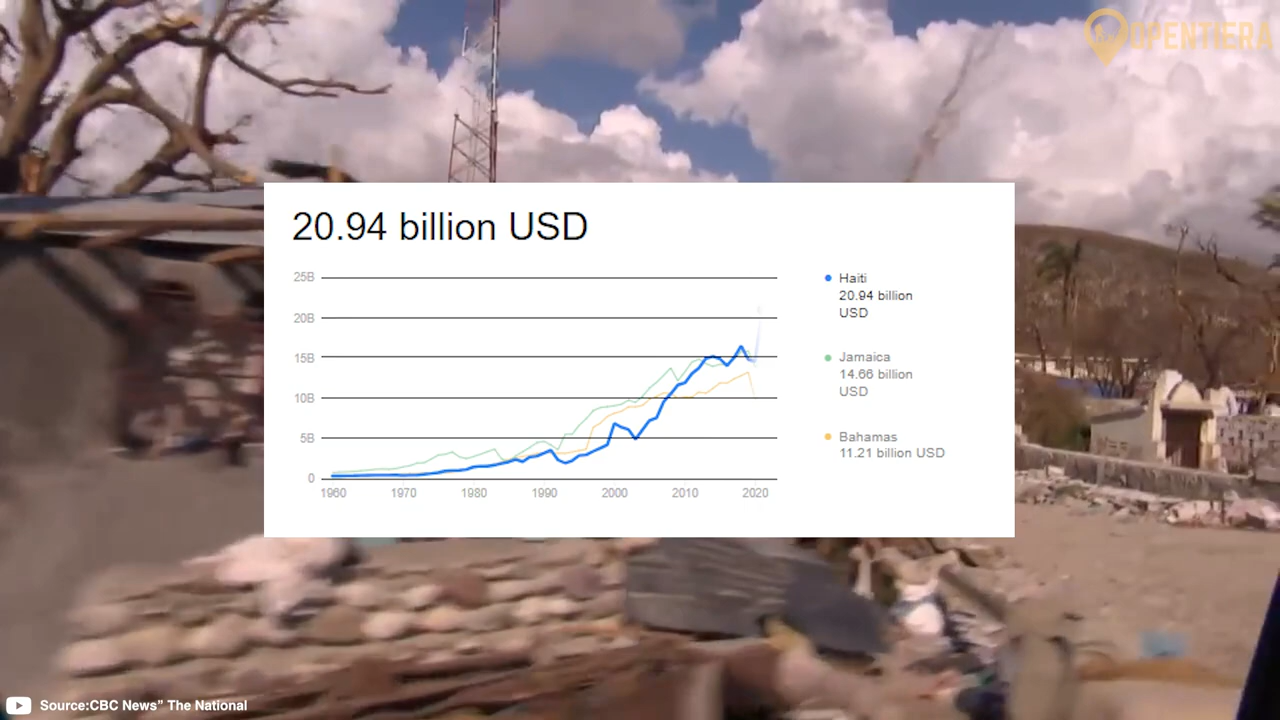 OPENTIERA
20.94 billion USD
25B
20B
15B
10B
5B
0
1960 1970 1980 1990 2000 2010 2020
Haiti
20.94 billion
USD
Jamaica
14.66 billion
USD
Bahamas
11.21 billion USD
Source:CBC News" The National